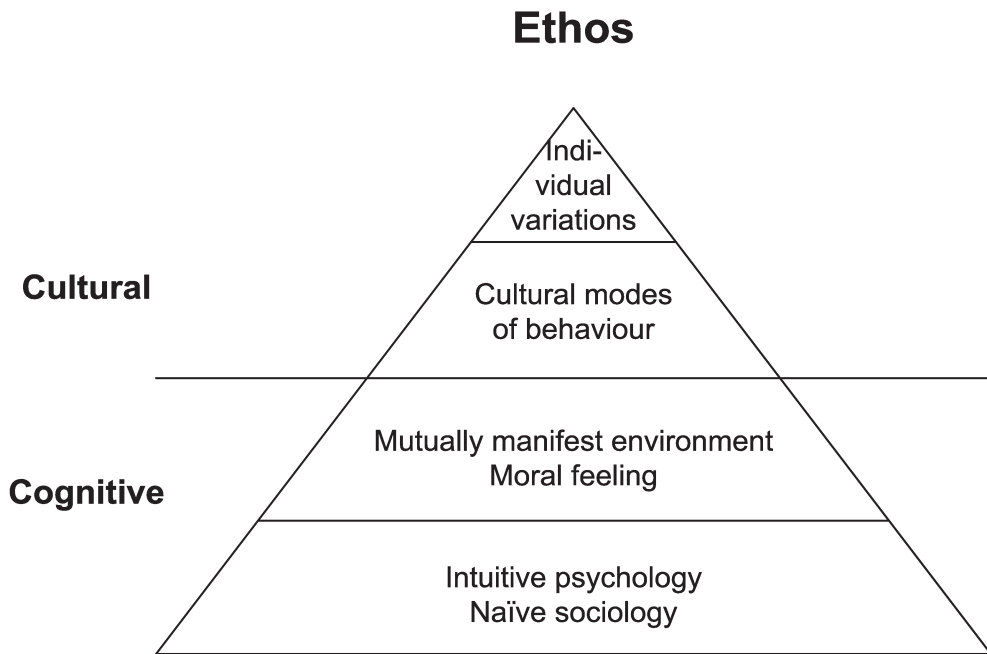 Ethos
Indi-
vidual
variations
Cultural
Cultural modes
of behaviour
Mutually manifest environment
Moral feeling
Cognitive
Intuitive psychology
Naïve sociology